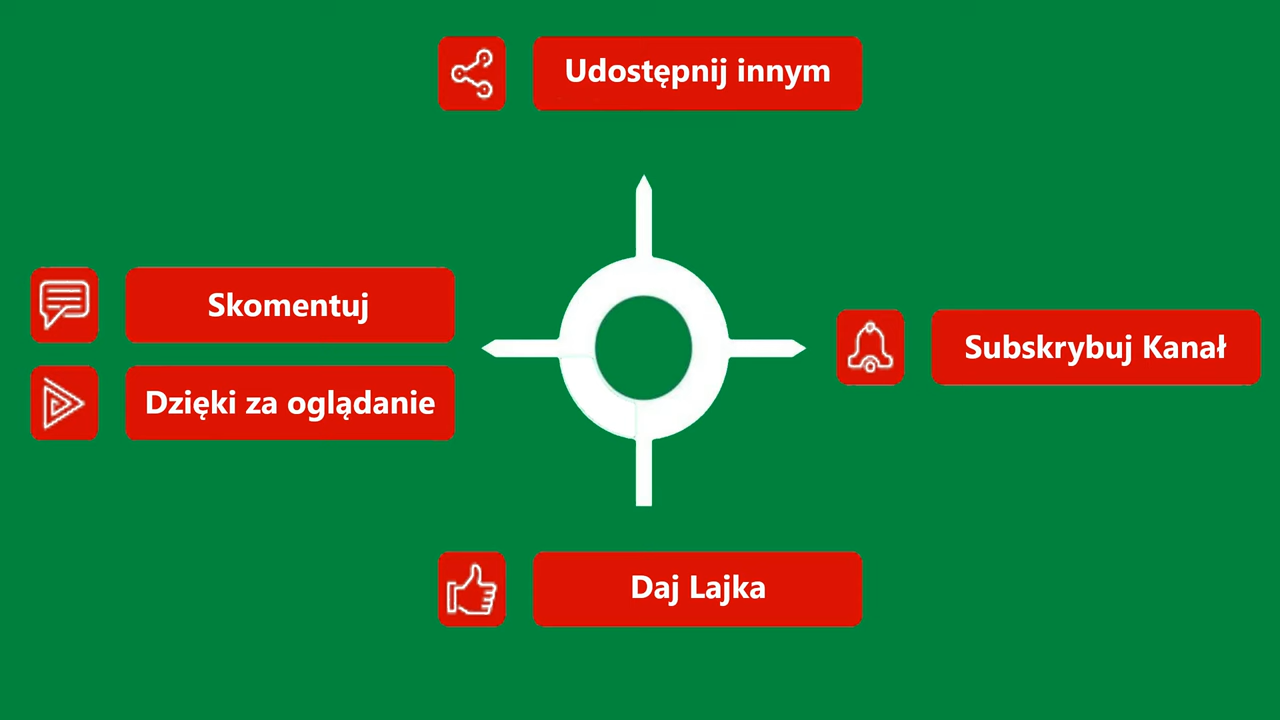 Udostępnij innym
Skomentuj
Dzięki za oglądanie
Subskrybuj Kanał
Daj Lajka